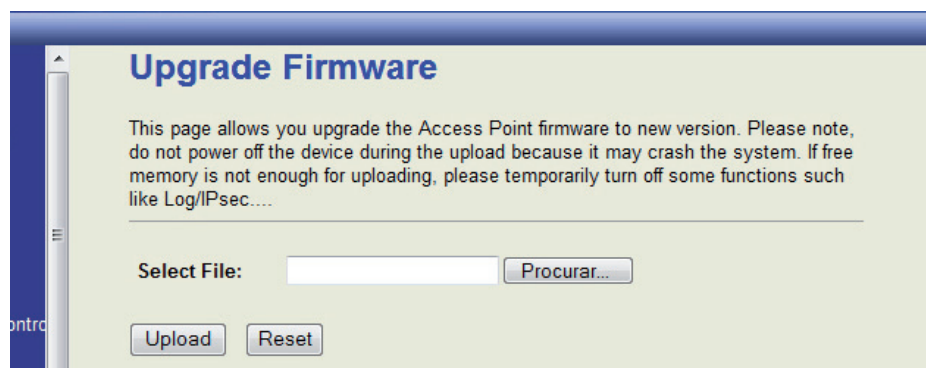 Upgrade Firmware
This page allows you upgrade the Access Point firmware to new version. Please note,
do not power off the device during the upload because it may crash the system. If free
memory is not enough for uploading, please temporarily turn off some functions such
like Log/IPsec....
Select File: Procurar...
ontro
Upload Reset